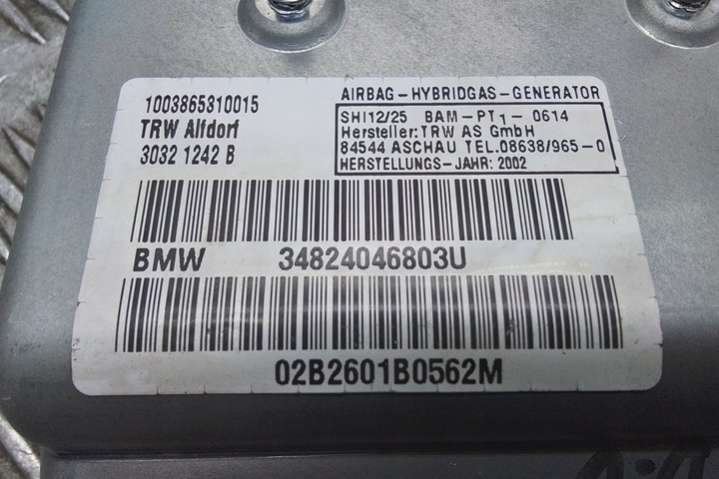 1003865310015
TRW Alfdorf
3032 1242 B
AIRBAG-HYBRIDGAS-GENERATOR
SHI12/25 BAM-PT1- 0614
Hersteller:TRW AS GmbH
84544 ASCHAU TEL.08638/965-0
HERSTELLUNGS-JAHR: 2002
BMW 34824046803U
02B2601B0562M